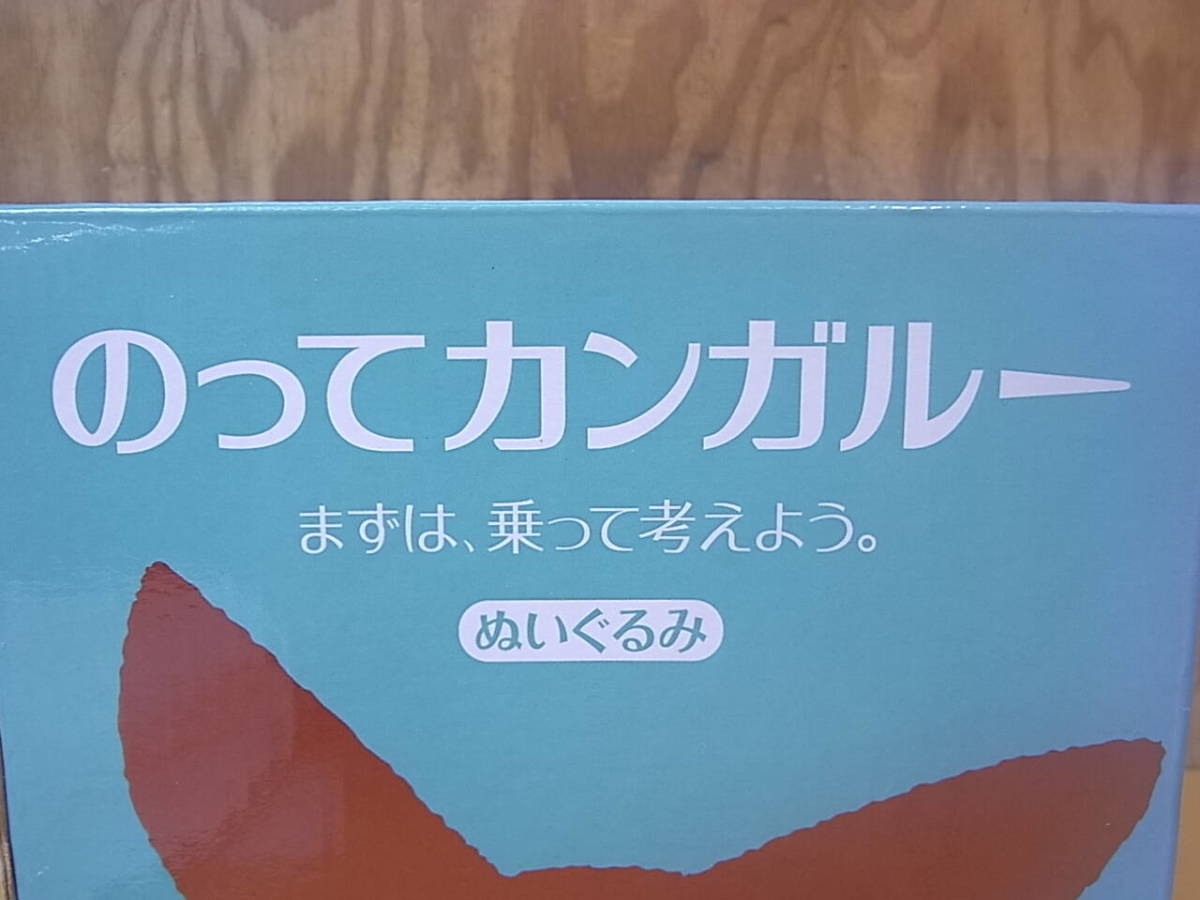 のってカンガルー
まずは、乗って考えよう。
ぬいぐるみ